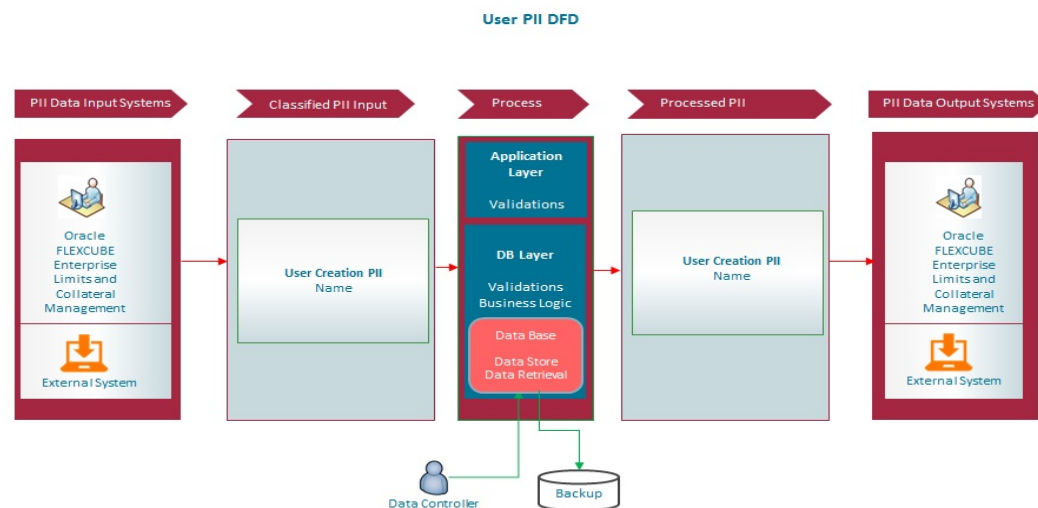 User PII DFD
PII Data Input Systems
Classified PII Input
Process
Processed PII
PII Data Output Systems
Oracle
FLEXCUBE
Enterprise
Limits and
Collateral
Management
External System
User Creation PII
Name
Application
Layer
Validations
DB Layer
Validations
Business Logic
Data Base
Data Store
Data Retrieval
User Creation PII
Name
Oracle
FLEXCUBE
Enterprise
Limits and
Collateral
Management
External System
Data Controller
Backup